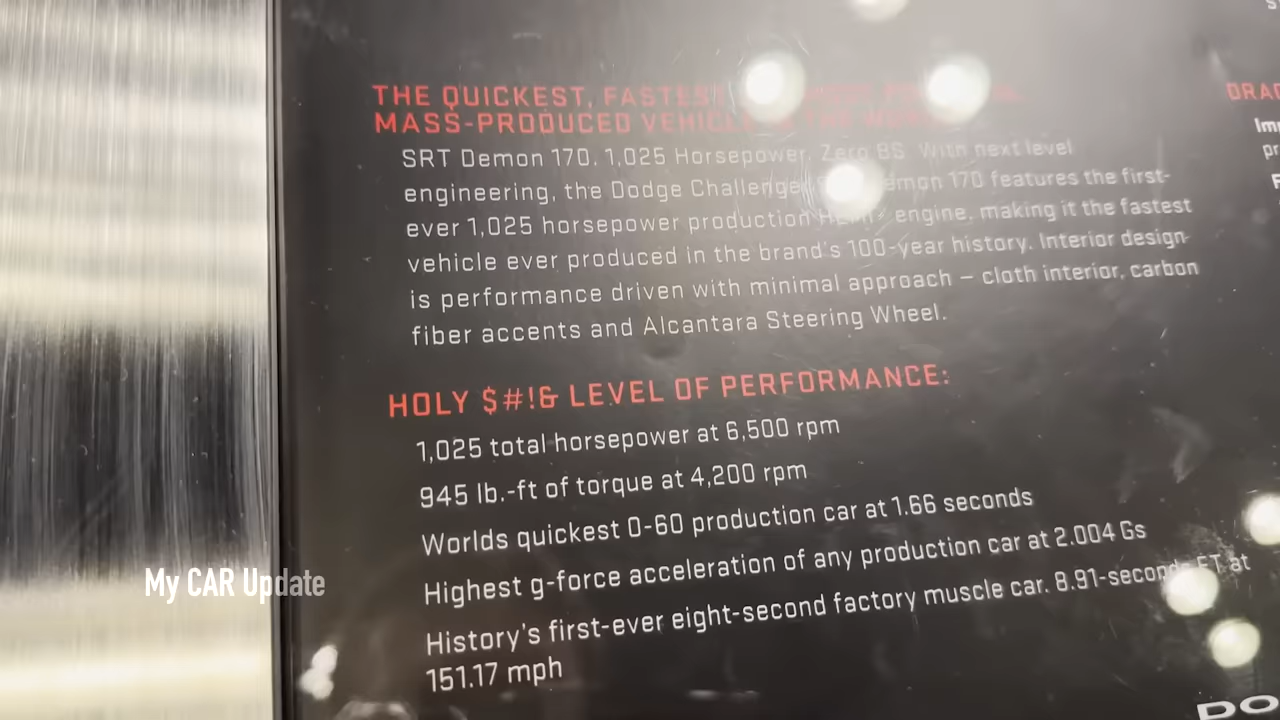 THE QUICKEST, FASTEST
MASS-PRODUCED VEHICLE IN THE WORLD
SRT Demon 170. 1,025 Horsepower. Zero BS. With next level
engineering, the Dodge Challenger Demon 170 features the first-
ever 1,025 horsepower production HEMI® engine, making it the fastest
vehicle ever produced in the brand's 100-year history. Interior design
is performance driven with minimal approach – cloth interior, carbon
fiber accents and Alcantara Steering Wheel.
HOLY $#!& LEVEL OF PERFORMANCE:
1,025 total horsepower at 6,500 rpm
945 lb.-ft of torque at 4,200 rpm
Worlds quickest 0-60 production car at 1.66 seconds
Highest g-force acceleration of any production car at 2.004 Gs
History's first-ever eight-second factory muscle car. 8.91-second ET at
151.17 mph
My CAR Update